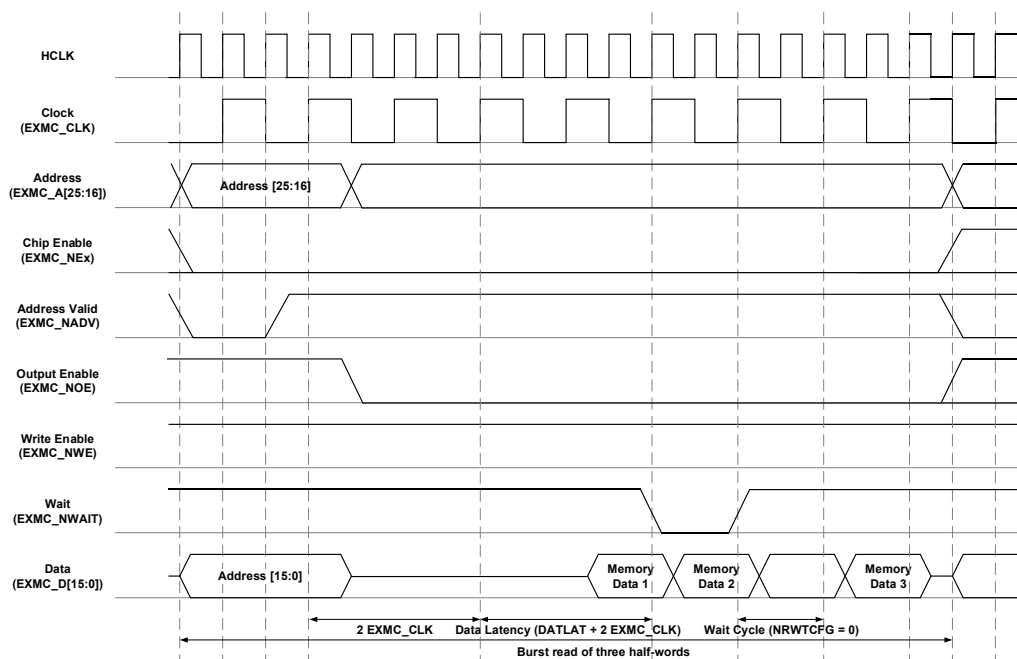 HCLK
Clock
(EXMC_CLK)
Address
(EXMC_A[25:16])
Address [25:16]
Chip Enable
(EXMC_NEx)
Address Valid
(EXMC_NADV)
Output Enable
(EXMC_NOE)
Write Enable
(EXMC_NWE)
Wait
(EXMC_NWAIT)
Data
(EXMC_D[15:0])
Address [15:0]
Memory
Data 1
Memory
Data 2
Memory
Data 3
2 EXMC_CLK
Data Latency (DATLAT + 2 EXMC_CLK)
Wait Cycle (NRWTCFG = 0)
Burst read of three half-words